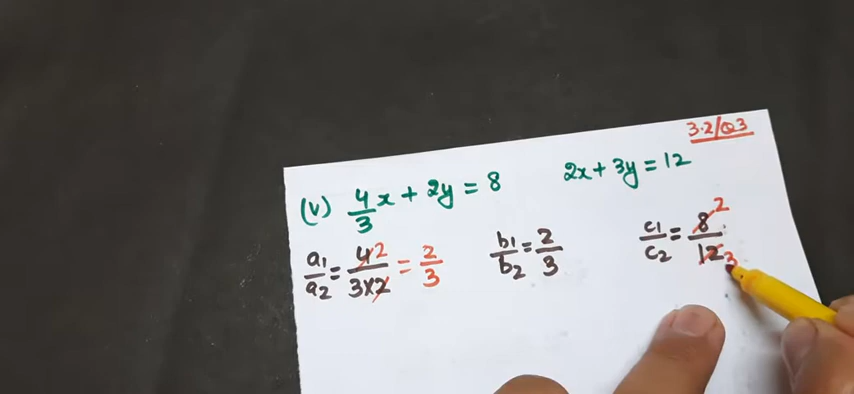 3.2/Q3
(V) 4/3 x + 2y = 8    2x + 3y = 12
a1/a2 = 4 2/3×2 = 2/3    b1/b2 = 2/3    c1/c2 = 8 2/12 3